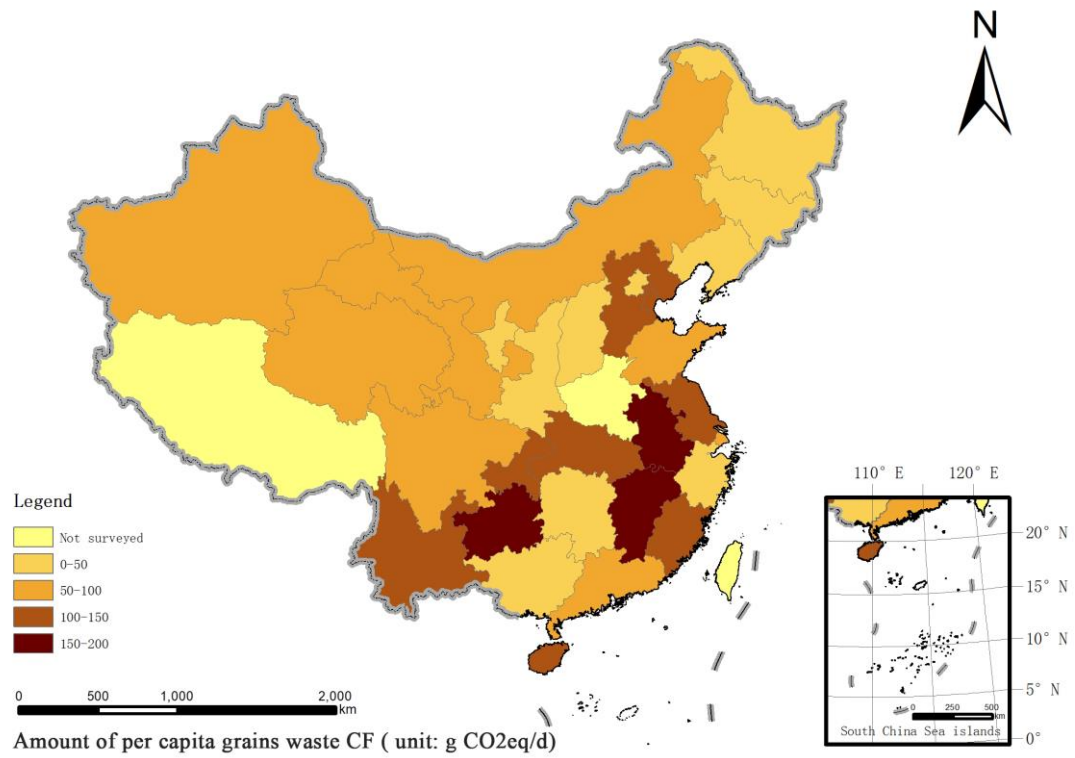 N
Legend
Not surveyed
0-50
50-100
100-150
150-200
0 500 1,000 2,000
km
Amount of per capita grains waste CF ( unit: g CO2eq/d)
110° E 120° E
20° N
15° N
10° N
5° N
0°
0 250 500
km
South China Sea islands